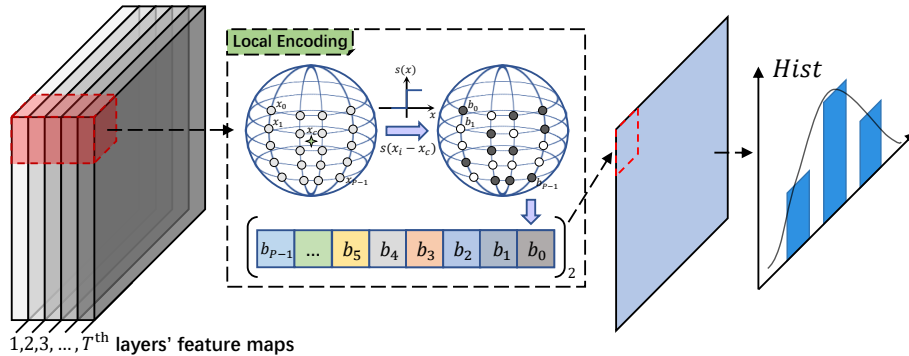 Local Encoding
s(x)
x
x_0
x_1
x_c
x_{P-1}
s(x_i − x_c)
b_0
b_1
b_{P-1}
b_{P-1} ... b_5 b_4 b_3 b_2 b_1 b_0
2
Hist
1,2,3, ... , T^th layers' feature maps